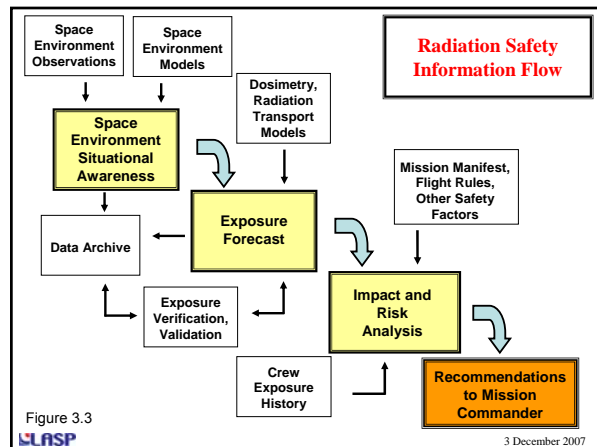 Space
Environment
Observations
Space
Environment
Models
Radiation Safety
Information Flow
Dosimetry,
Radiation
Transport
Models
Space
Environment
Situational
Awareness
Mission Manifest,
Flight Rules,
Other Safety
Factors
Data Archive
Exposure
Forecast
Exposure
Verification,
Validation
Impact and
Risk
Analysis
Crew
Exposure
History
Recommendations
to Mission
Commander
Figure 3.3
LASP
3 December 2007